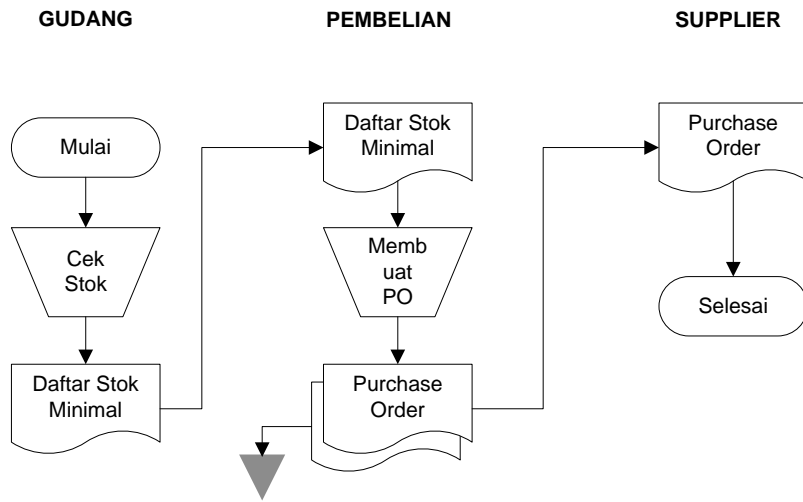 GUDANG
PEMBELIAN
SUPPLIER
Mulai
Cek
Stok
Daftar Stok
Minimal
Daftar Stok
Minimal
Memb
uat
PO
Purchase
Order
Purchase
Order
Selesai